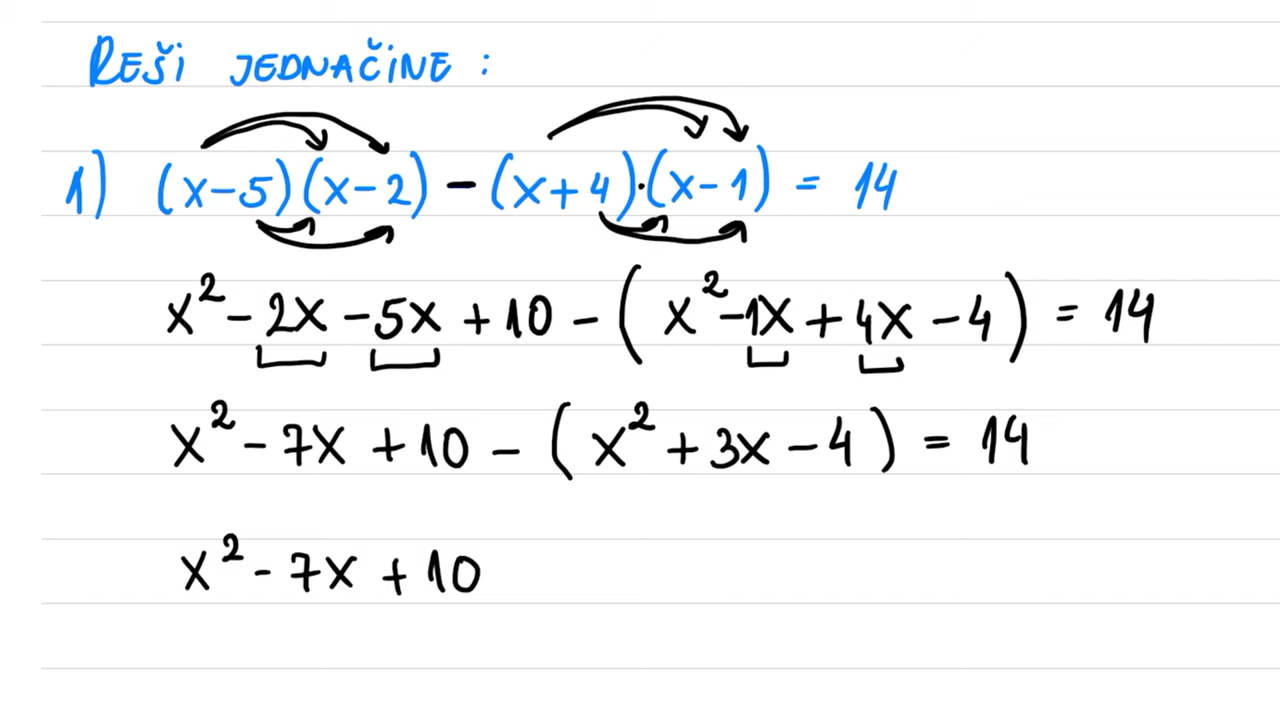 REŠI JEDNAČINE :
1) (x-5)(x-2) - (x+4)·(x-1) = 14
x² - 2x - 5x + 10 - (x² - 1x + 4x - 4) = 14
x² - 7x + 10 - (x² + 3x - 4) = 14
x² - 7x + 10